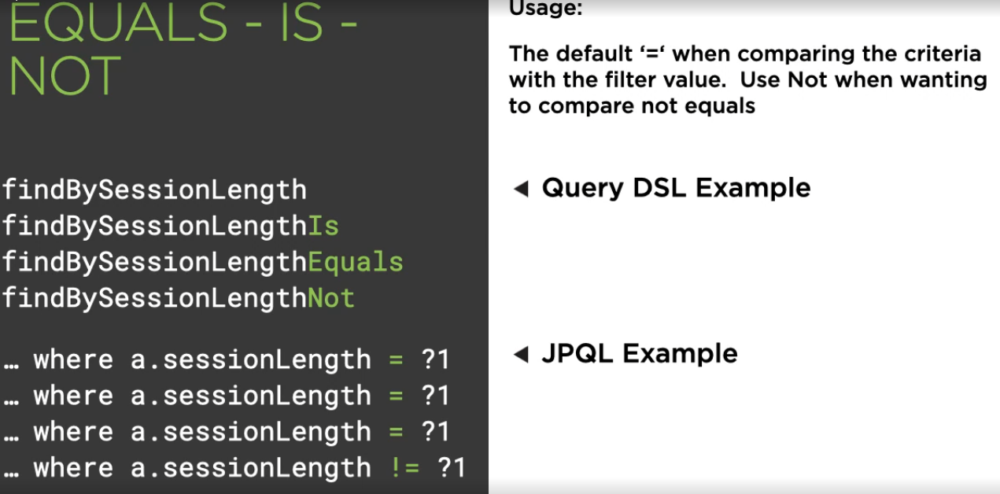 EQUALS - IS -
NOT
findBySessionLength
findBySessionLengthIs
findBySessionLengthEquals
findBySessionLengthNot
… where a.sessionLength = ?1
… where a.sessionLength = ?1
… where a.sessionLength = ?1
… where a.sessionLength != ?1
Usage:
The default ‘=‘ when comparing the criteria
with the filter value.  Use Not when wanting
to compare not equals
Query DSL Example
JPQL Example